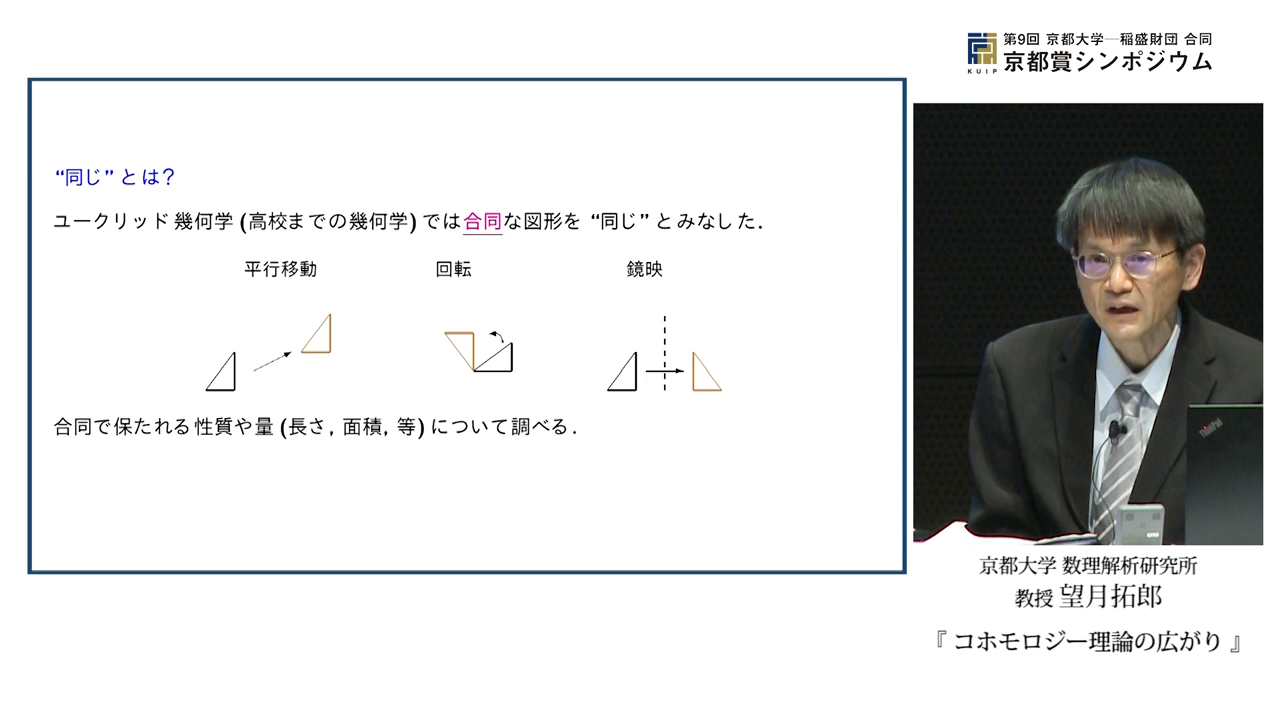 第9回 京都大学―稲盛財団 合同
京都賞シンポジウム
KUIP
“同じ” とは?
ユークリッド幾何学 (高校までの幾何学) では合同な図形を “同じ” とみなした.
平行移動 回転 鏡映
合同で保たれる性質や量 (長さ, 面積, 等) について調べる.
ThinkPad
京都大学 数理解析研究所
教授 望月拓郎
『 コホモロジー理論の広がり 』